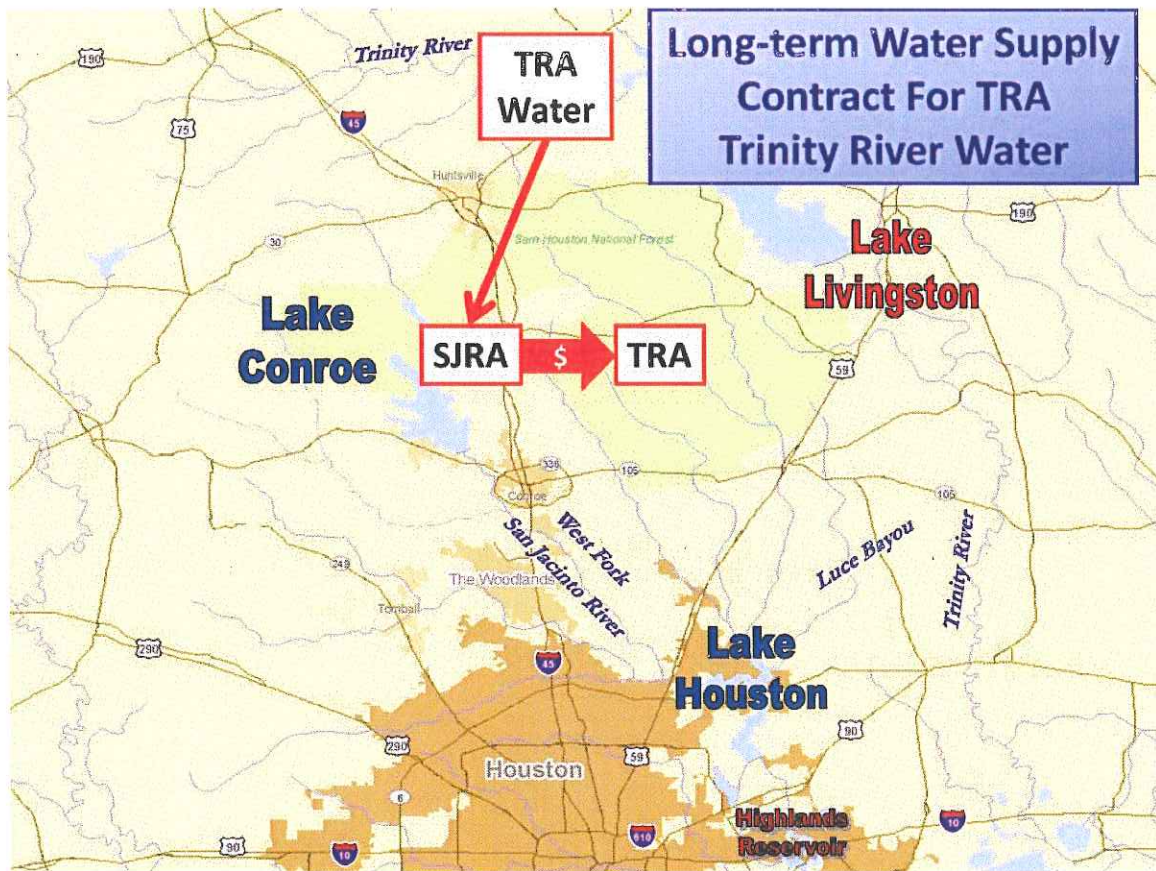 Long-term Water Supply
Contract For TRA
Trinity River Water
Trinity River
TRA
Water
190
75
45
Huntsville
190
30
Sam Houston National Forest
Lake
Livingston
Lake
Conroe
SJRA
$
TRA
59
336
105
Conroe
105
West Fork
San Jacinto River
Luce Bayou
Trinity River
249
The Woodlands
Tomball
290
45
Lake
Houston
290
59
90
Houston
6
Highlands
Reservoir
10
90
10
610